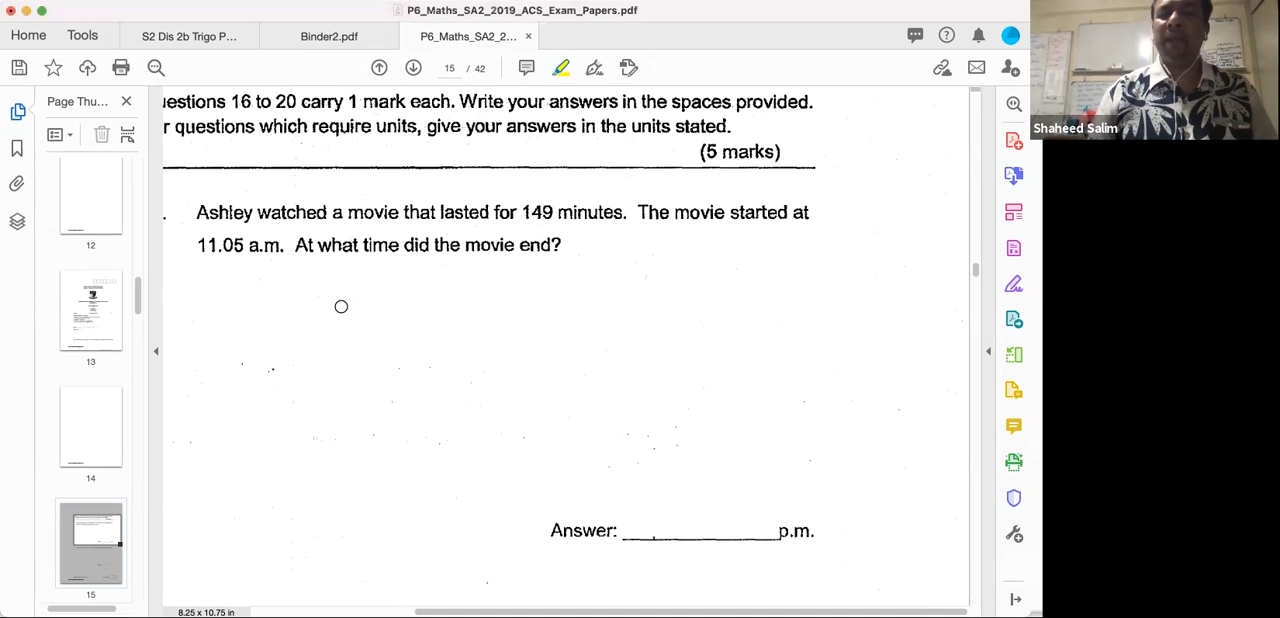 P6_Maths_SA2_2019_ACS_Exam_Papers.pdf
Home Tools S2 Dis 2b Trigo P... Binder2.pdf P6_Maths_SA2_2...
15 / 42
Page Thu...
estions 16 to 20 carry 1 mark each. Write your answers in the spaces provided.
r questions which require units, give your answers in the units stated.
(5 marks)
Ashley watched a movie that lasted for 149 minutes. The movie started at
11.05 a.m. At what time did the movie end?
Answer: p.m.
12
13
14
15
8.25 x 10.75 in
Shaheed Salim